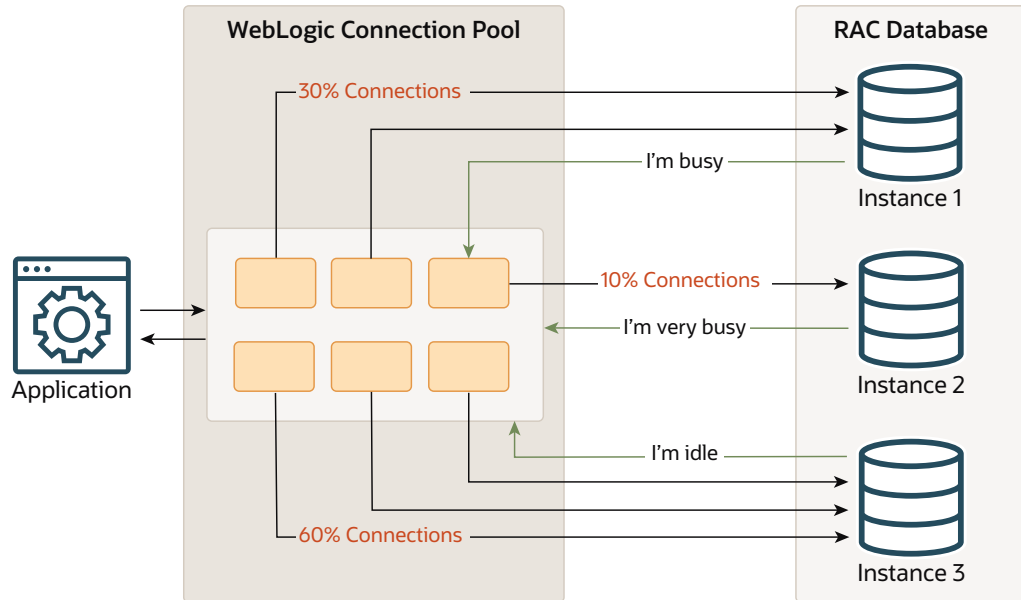 WebLogic Connection Pool
RAC Database
30% Connections
I'm busy
Instance 1
10% Connections
I'm very busy
Application
Instance 2
I'm idle
60% Connections
Instance 3